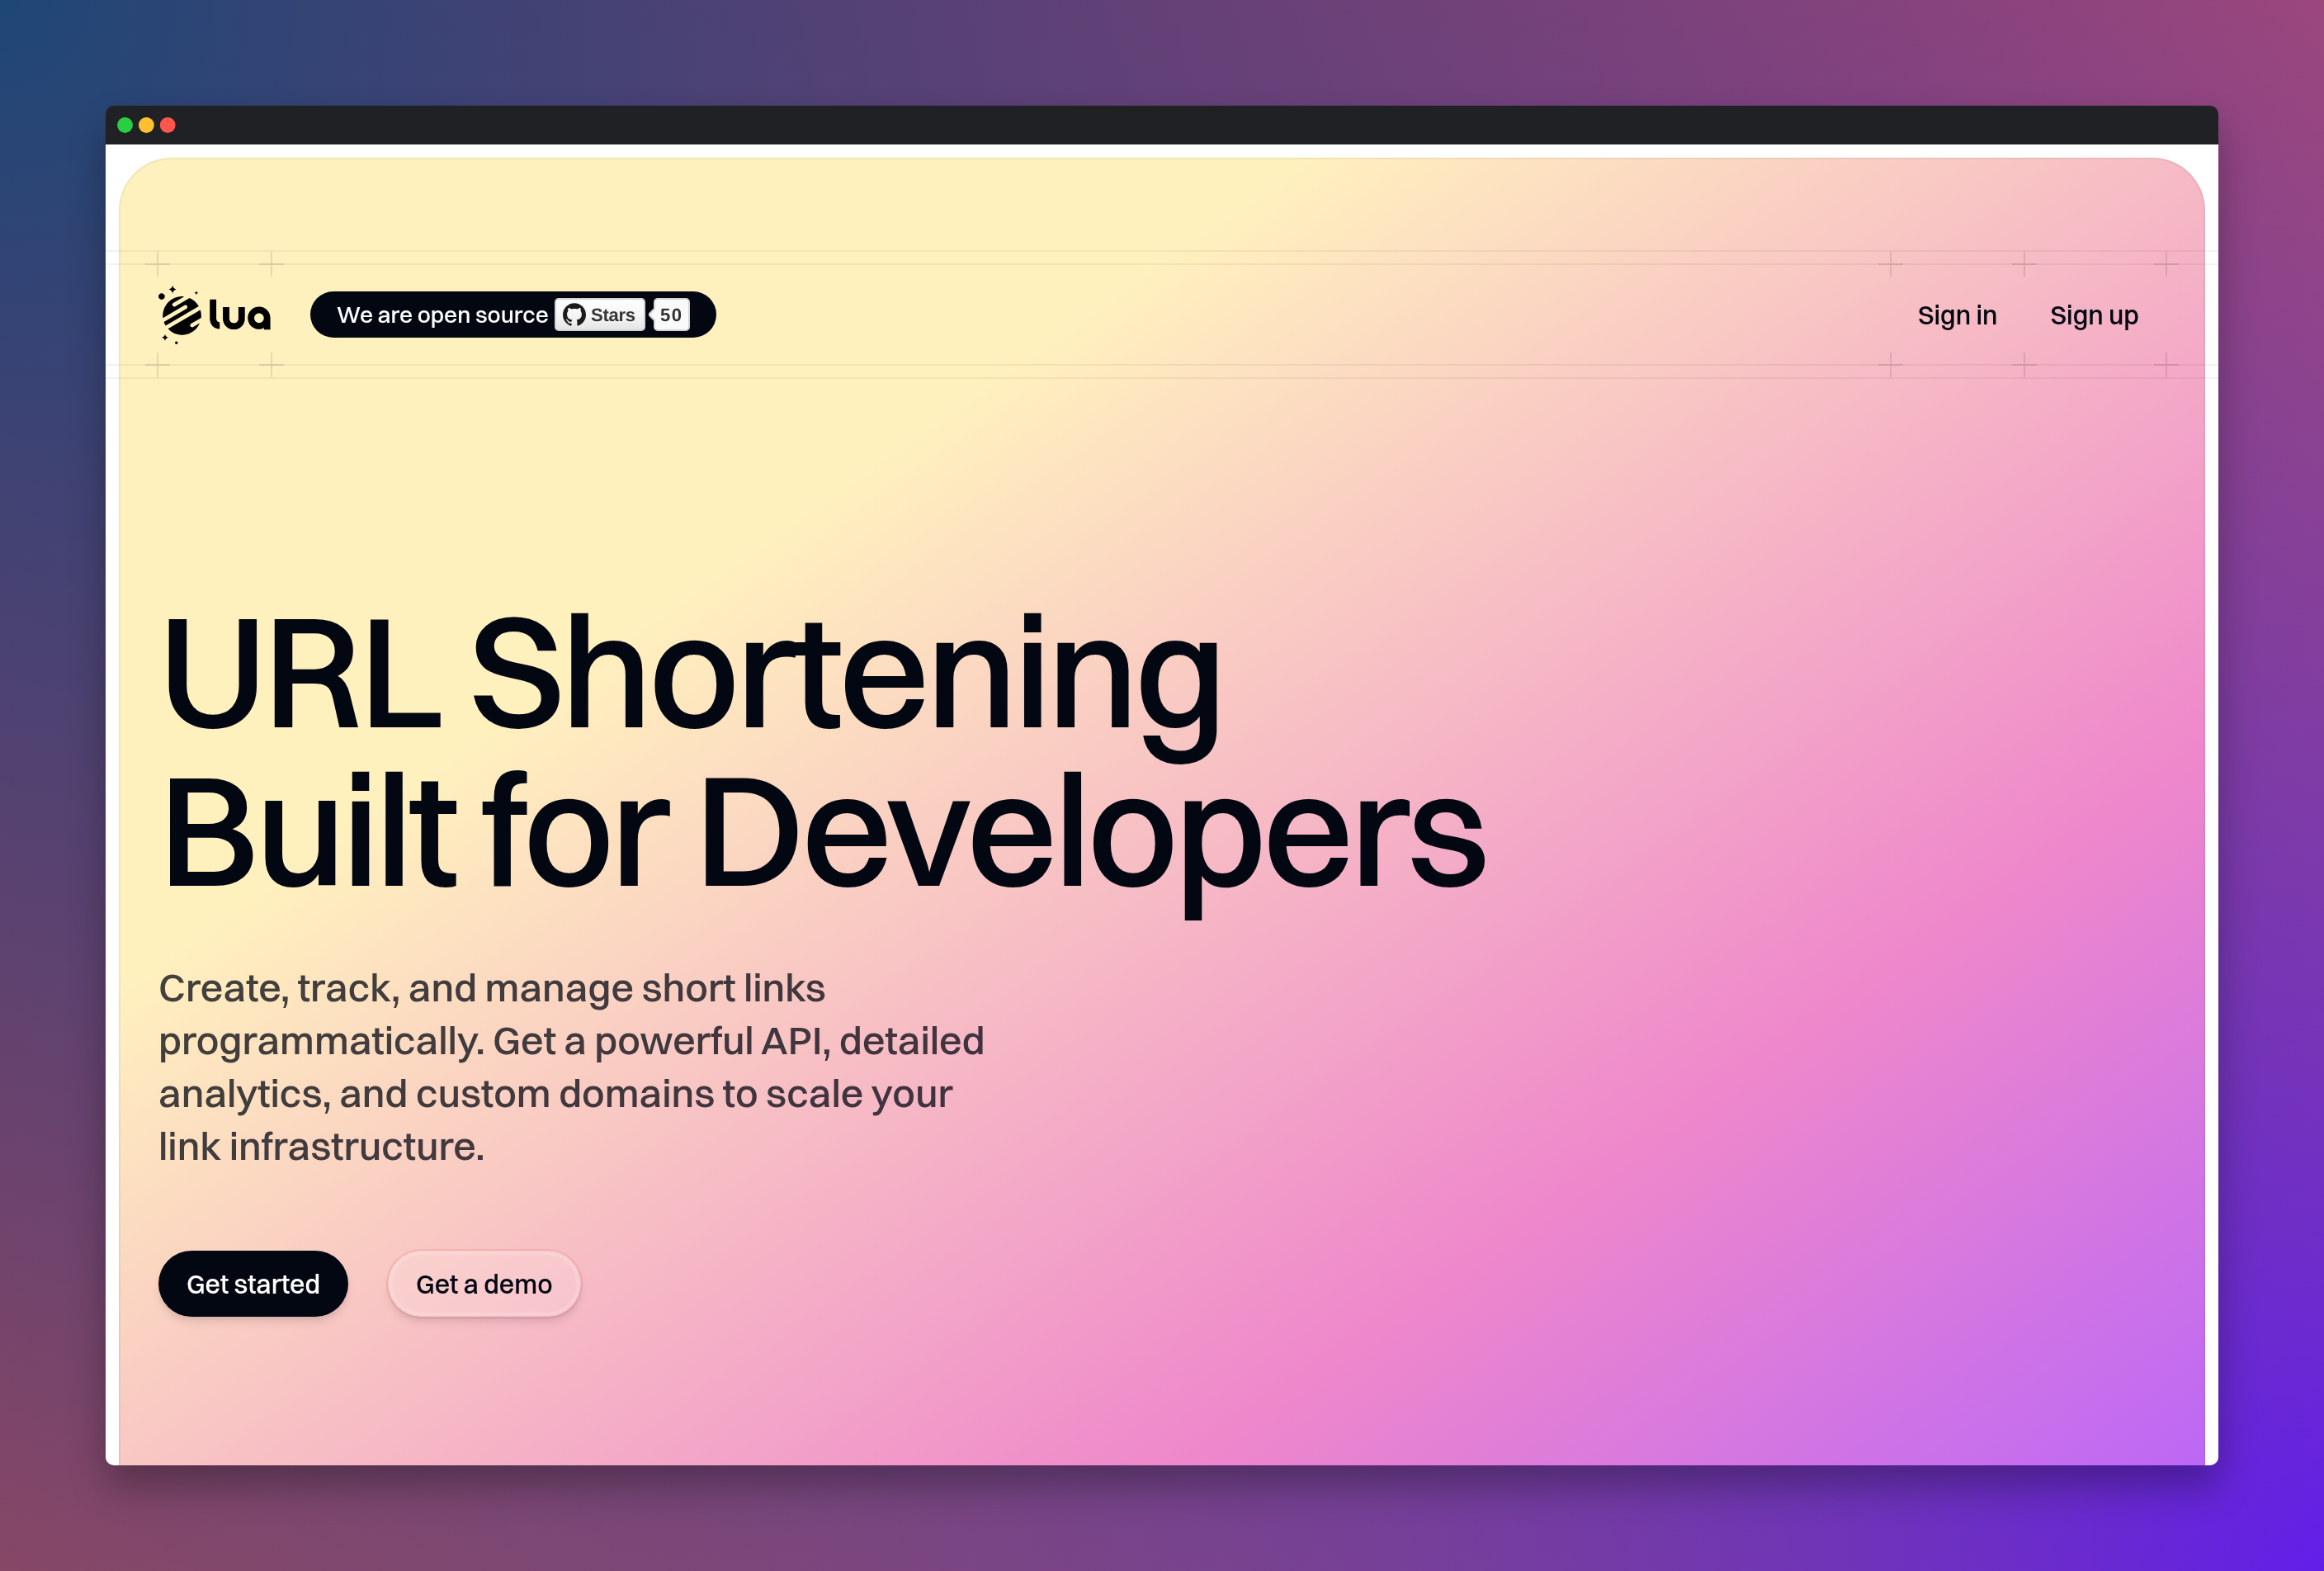 lua
We are open source Stars 50
Sign in
Sign up
URL Shortening
Built for Developers
Create, track, and manage short links
programmatically. Get a powerful API, detailed
analytics, and custom domains to scale your
link infrastructure.
Get started
Get a demo